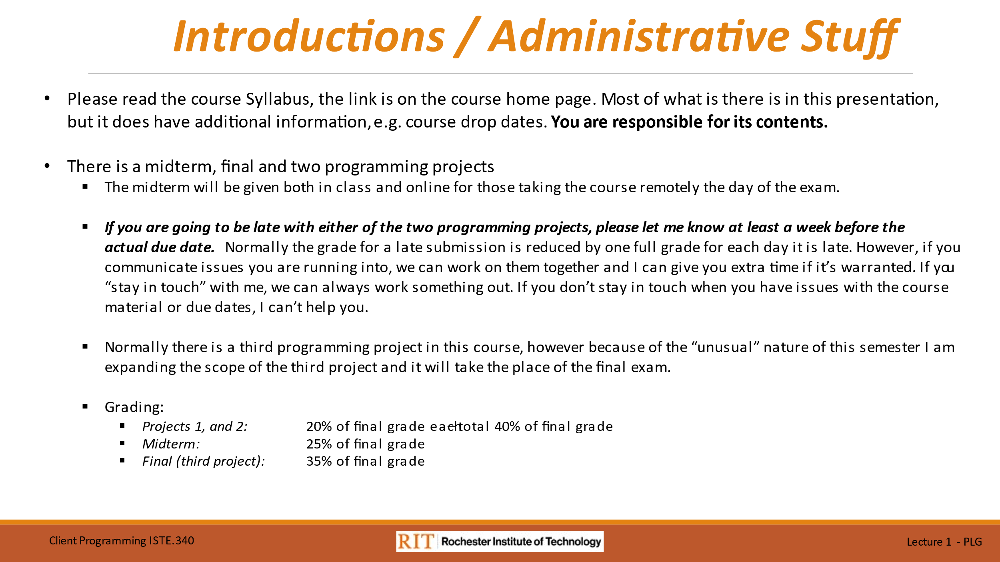 Introductions / Administrative Stuff
• Please read the course Syllabus, the link is on the course home page. Most of what is there is in this presentation,
but it does have additional information, e.g. course drop dates. You are responsible for its contents.
• There is a midterm, final and two programming projects
▪ The midterm will be given both in class and online for those taking the course remotely the day of the exam.
▪ If you are going to be late with either of the two programming projects, please let me know at least a week before the
actual due date. Normally the grade for a late submission is reduced by one full grade for each day it is late. However, if you
communicate issues you are running into, we can work on them together and I can give you extra time if it’s warranted. If you
“stay in touch” with me, we can always work something out. If you don’t stay in touch when you have issues with the course
material or due dates, I can’t help you.
▪ Normally there is a third programming project in this course, however because of the “unusual” nature of this semester I am
expanding the scope of the third project and it will take the place of the final exam.
▪ Grading:
▪ Projects 1, and 2: 20% of final grade each – total 40% of final grade
▪ Midterm: 25% of final grade
▪ Final (third project): 35% of final grade
Client Programming ISTE.340
RIT Rochester Institute of Technology
Lecture 1 - PLG